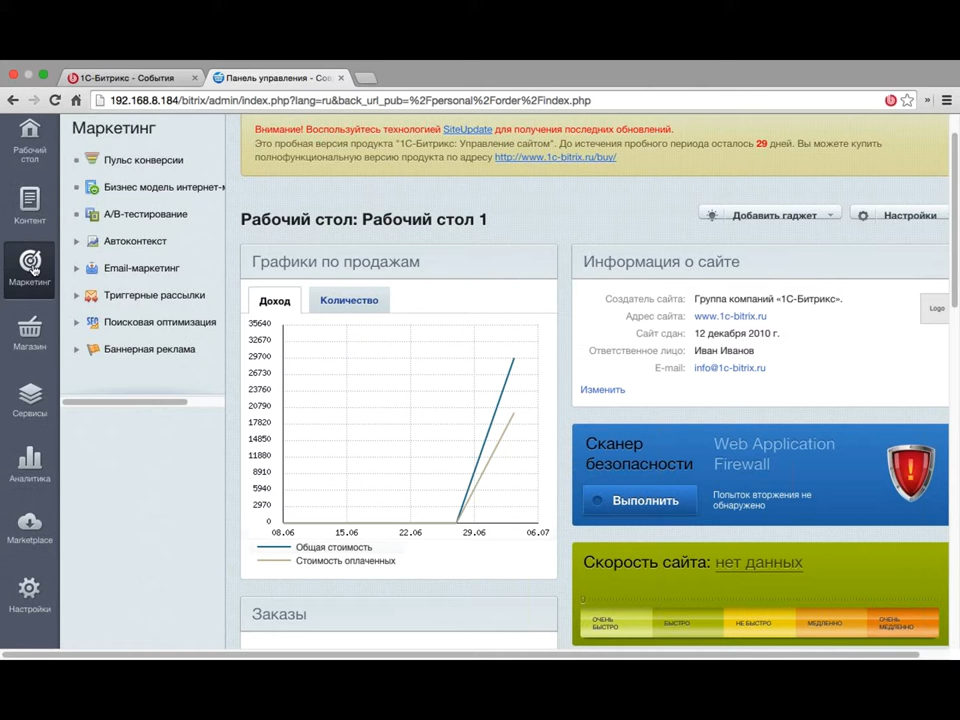 1С-Битрикс - События
Панель управления - Сов
192.168.8.184/bitrix/admin/index.php?lang=ru&back_url_pub=%2Fpersonal%2Forder%2Findex.php
Рабочий
стол
Контент
Маркетинг
Магазин
Сервисы
Аналитика
Marketplace
Настройки
Маркетинг
Пульс конверсии
Бизнес модель интернет-м
A/B-тестирование
Автоконтекст
Email-маркетинг
Триггерные рассылки
Поисковая оптимизация
Баннерная реклама
Внимание! Воспользуйтесь технологией SiteUpdate для получения последних обновлений.
Это пробная версия продукта "1С-Битрикс: Управление сайтом". До истечения пробного периода осталось 29 дней. Вы можете купить
полнофункциональную версию продукта по адресу http://www.1c-bitrix.ru/buy/
Рабочий стол: Рабочий стол 1
Добавить гаджет
Настройки
Графики по продажам
Доход
Количество
35640
32670
29700
26730
23760
20790
17820
14850
11880
8910
5940
2970
0
08.06 15.06 22.06 29.06 06.07
Общая стоимость
Стоимость оплаченных
Заказы
Информация о сайте
Создатель сайта: Группа компаний «1С-Битрикс».
Адрес сайта: www.1c-bitrix.ru
Сайт сдан: 12 декабря 2010 г.
Ответственное лицо: Иван Иванов
E-mail: info@1c-bitrix.ru
Logo
Изменить
Сканер
безопасности
Выполнить
Web Application
Firewall
Попыток вторжения не
обнаружено
Скорость сайта: нет данных
ОЧЕНЬ
БЫСТРО
БЫСТРО
НЕ БЫСТРО
МЕДЛЕННО
ОЧЕНЬ
МЕДЛЕННО